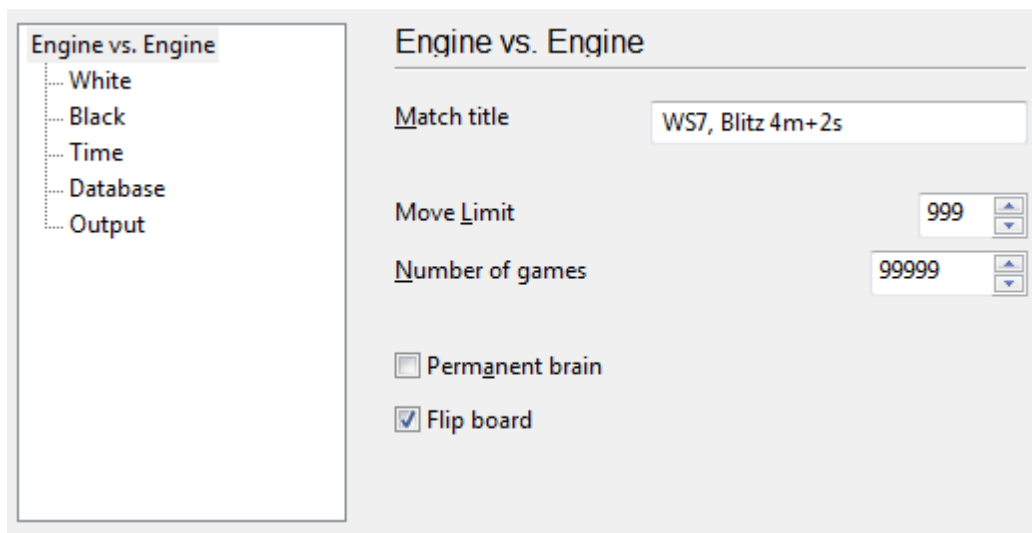 Engine vs. Engine
White
Black
Time
Database
Output
Engine vs. Engine
Match title WS7, Blitz 4m+2s
Move Limit 999
Number of games 99999
Permanent brain
Flip board